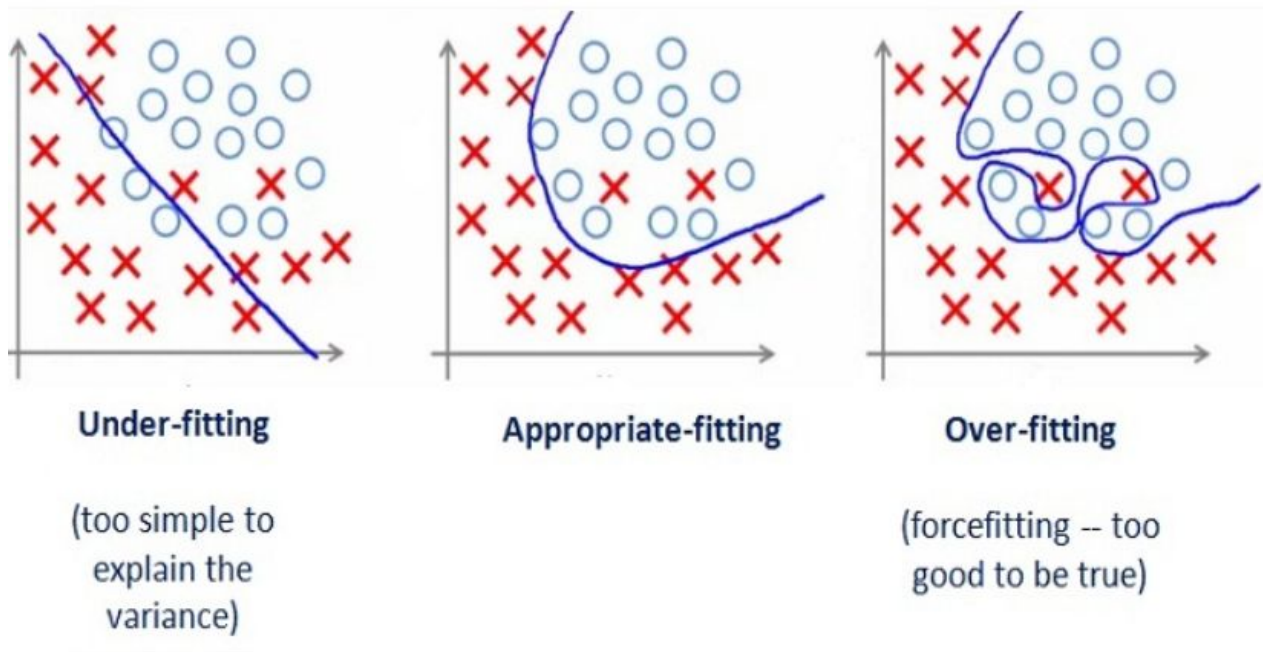 Under-fitting
Appropriate-fitting
Over-fitting
(too simple to
explain the
variance)
(forcefitting -- too
good to be true)